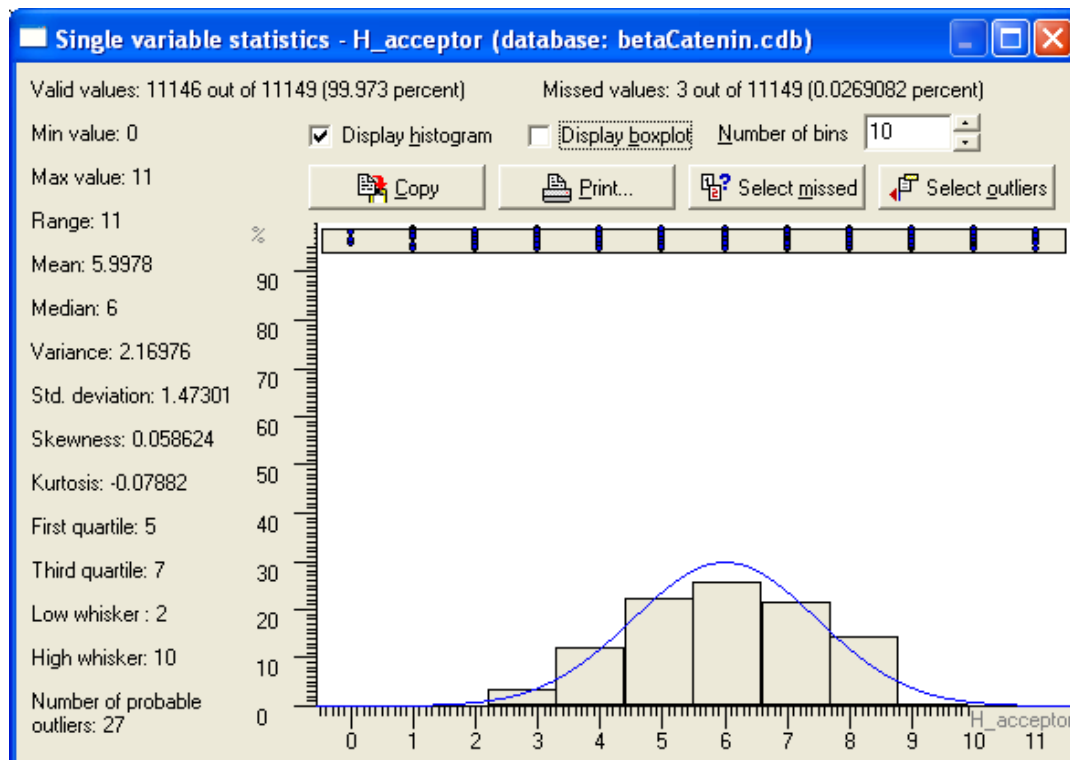 Single variable statistics - H_acceptor (database: betaCatenin.cdb)
Valid values: 11146 out of 11149 (99.973 percent)
Missed values: 3 out of 11149 (0.0269082 percent)
Min value: 0
Display histogram
Display boxplot
Number of bins
10
Max value: 11
Copy
Print...
Select missed
Select outliers
Range: 11
Mean: 5.9978
Median: 6
Variance: 2.16976
Std. deviation: 1.47301
Skewness: 0.058624
Kurtosis: -0.07882
First quartile: 5
Third quartile: 7
Low whisker : 2
High whisker: 10
Number of probable
outliers: 27
%
90
80
70
60
50
40
30
20
10
0
H_acceptor
0 1 2 3 4 5 6 7 8 9 10 11